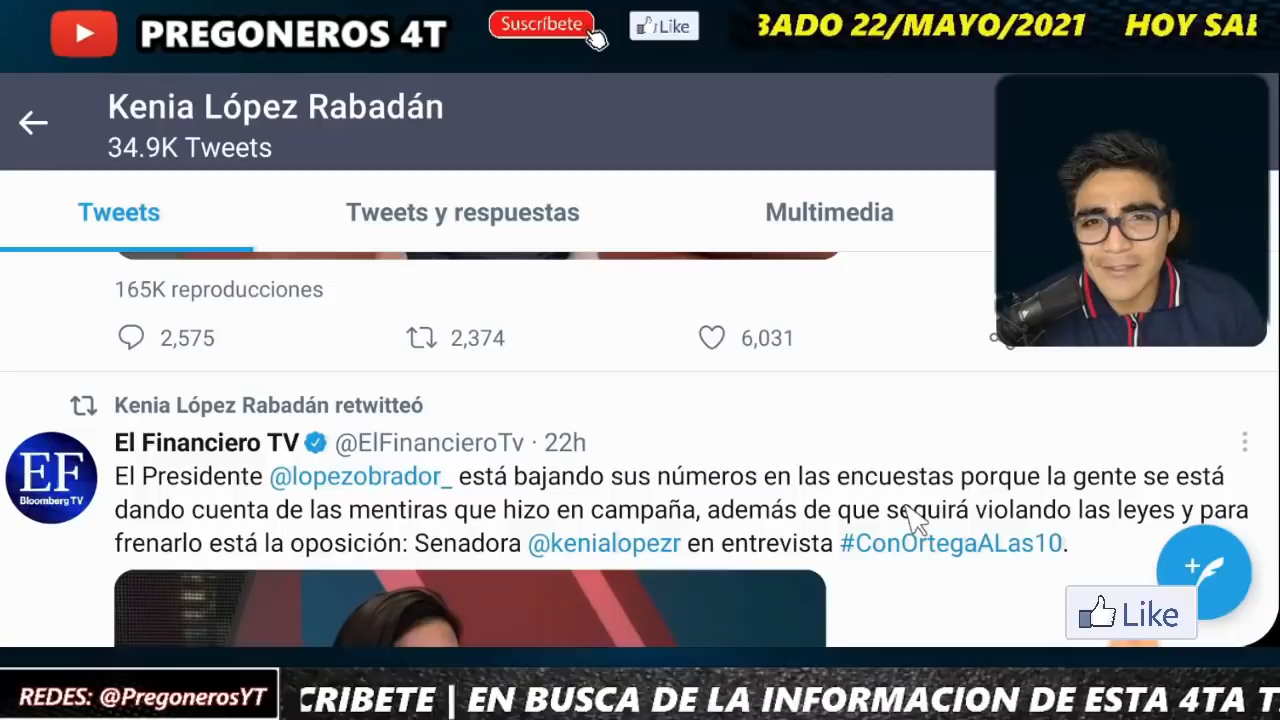 PREGONEROS 4T
Suscríbete
Like
BADO 22/MAYO/2021 HOY SAB
Kenia López Rabadán
34.9K Tweets
Tweets
Tweets y respuestas
Multimedia
165K reproducciones
2,575
2,374
6,031
Kenia López Rabadán retwitteó
El Financiero TV @ElFinancieroTv · 22h
EF
Bloomberg TV
El Presidente @lopezobrador_ está bajando sus números en las encuestas porque la gente se está
dando cuenta de las mentiras que hizo en campaña, además de que seguirá violando las leyes y para
frenarlo está la oposición: Senadora @kenialopezr en entrevista #ConOrtegaALas10.
Like
REDES: @PregonerosYT
CRIBETE | EN BUSCA DE LA INFORMACION DE ESTA 4TA T